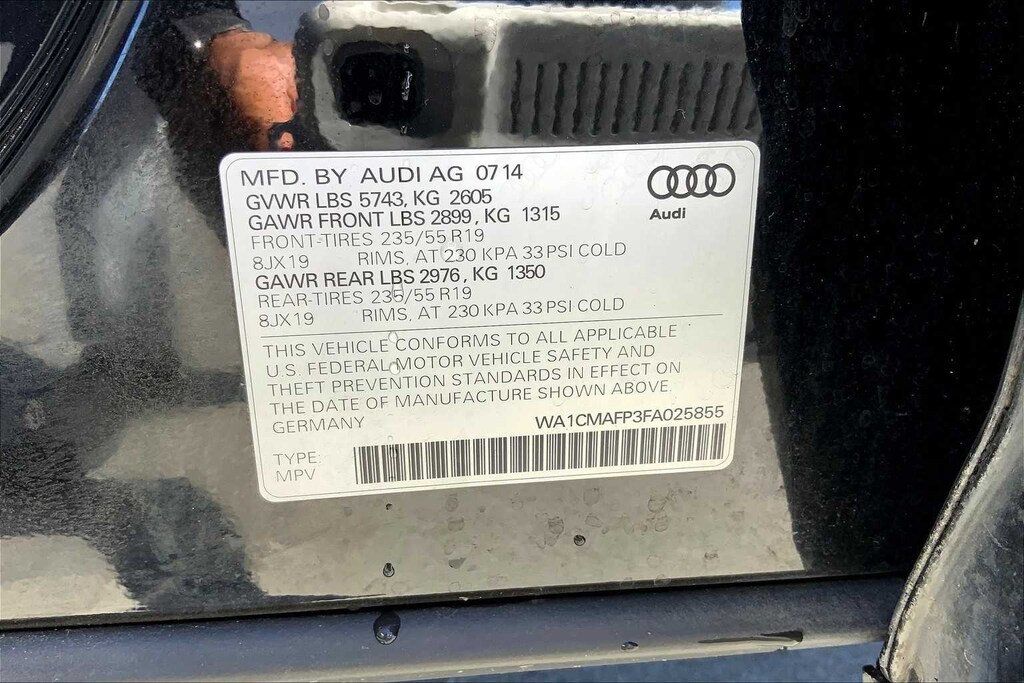 MFD. BY AUDI AG 07 14
GVWR LBS 5743, KG 2605
GAWR FRONT LBS 2899, KG 1315
FRONT-TIRES 235/55 R19
8JX19 RIMS, AT 230 KPA 33 PSI COLD
GAWR REAR LBS 2976, KG 1350
REAR-TIRES 235/55 R19
8JX19 RIMS, AT 230 KPA 33 PSI COLD
Audi
THIS VEHICLE CONFORMS TO ALL APPLICABLE
U.S. FEDERAL MOTOR VEHICLE SAFETY AND
THEFT PREVENTION STANDARDS IN EFFECT ON
THE DATE OF MANUFACTURE SHOWN ABOVE.
GERMANY
WA1CMAFP3FA025855
TYPE:
MPV